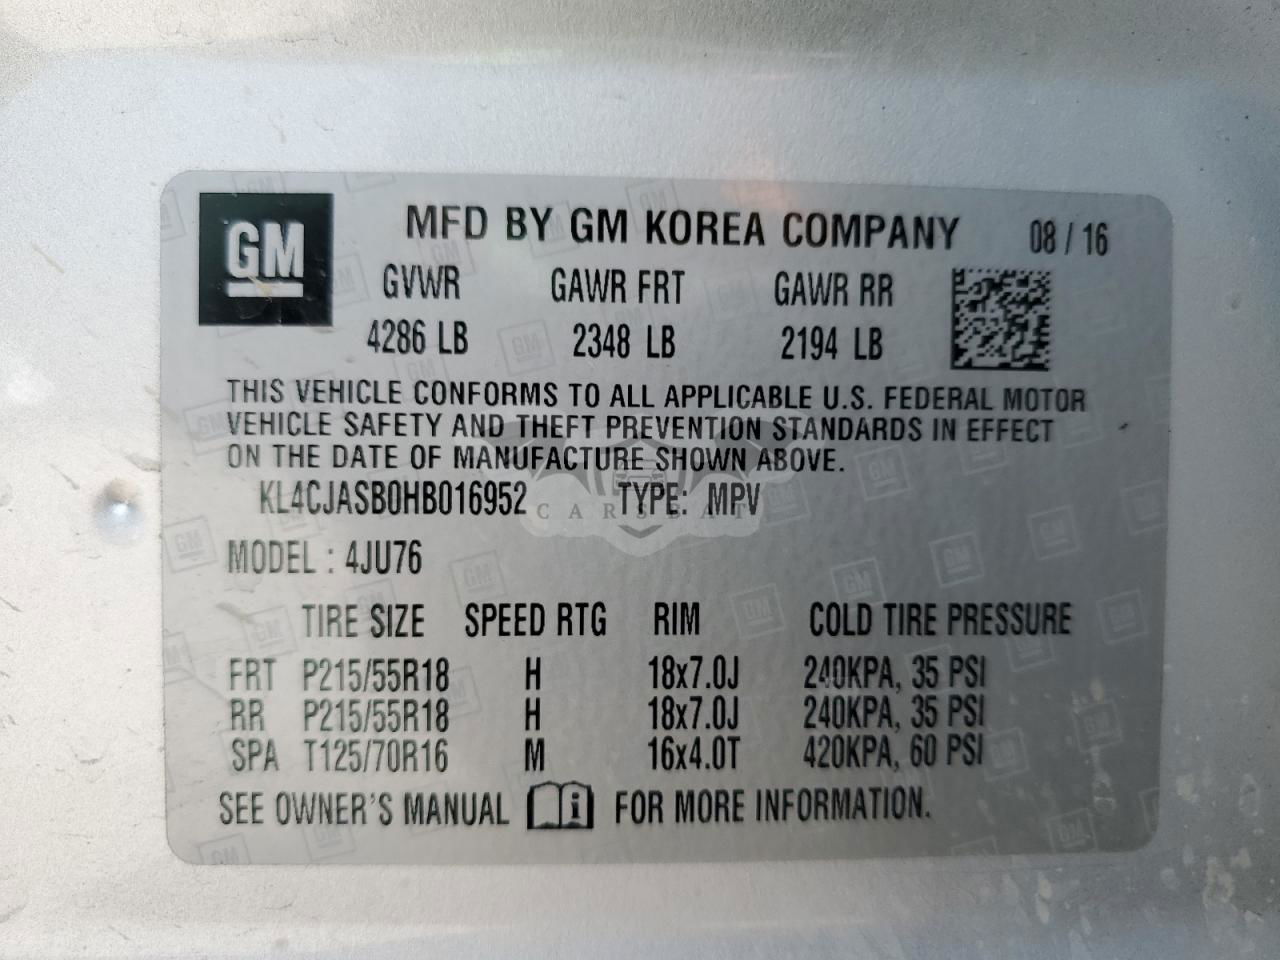 GM
MFD BY GM KOREA COMPANY 08 / 16
GVWR GAWR FRT GAWR RR
4286 LB 2348 LB 2194 LB
THIS VEHICLE CONFORMS TO ALL APPLICABLE U.S. FEDERAL MOTOR
VEHICLE SAFETY AND THEFT PREVENTION STANDARDS IN EFFECT
ON THE DATE OF MANUFACTURE SHOWN ABOVE.
KL4CJASB0HB016952 TYPE: MPV
CARSBAT
MODEL : 4JU76
TIRE SIZE SPEED RTG RIM COLD TIRE PRESSURE
FRT P215/55R18 H 18x7.0J 240KPA, 35 PSI
RR P215/55R18 H 18x7.0J 240KPA, 35 PSI
SPA T125/70R16 M 16x4.0T 420KPA, 60 PSI
SEE OWNER'S MANUAL i FOR MORE INFORMATION.